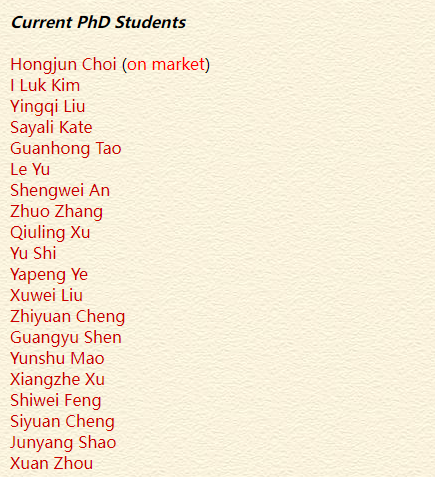 Current PhD Students
Hongjun Choi (on market)
I Luk Kim
Yingqi Liu
Sayali Kate
Guanhong Tao
Le Yu
Shengwei An
Zhuo Zhang
Qiuling Xu
Yu Shi
Yapeng Ye
Xuwei Liu
Zhiyuan Cheng
Guangyu Shen
Yunshu Mao
Xiangzhe Xu
Shiwei Feng
Siyuan Cheng
Junyang Shao
Xuan Zhou